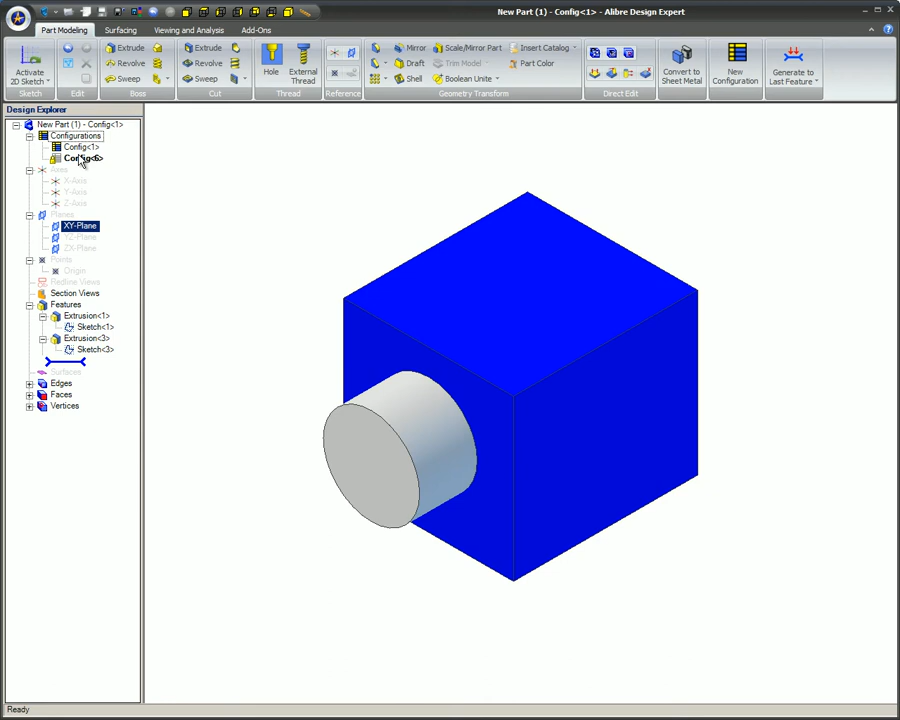 New Part (1) - Config<1> - Alibre Design Expert
Part Modeling Surfacing Viewing and Analysis Add-Ons
Activate 2D Sketch
Sketch
Edit
Extrude
Revolve
Sweep
Boss
Extrude
Revolve
Sweep
Cut
Hole
External Thread
Thread
Reference
Mirror
Draft
Shell
Scale/Mirror Part
Trim Model
Boolean Unite
Insert Catalog
Part Color
Geometry Transform
Direct Edit
Convert to Sheet Metal
New Configuration
Generate to Last Feature
Design Explorer
New Part (1) - Config<1>
Configurations
Config<1>
Config<6>
Axes
X-Axis
Y-Axis
Z-Axis
Planes
XY-Plane
YZ-Plane
ZX-Plane
Points
Origin
Redline Views
Section Views
Features
Extrusion<1>
Sketch<1>
Extrusion<3>
Sketch<3>
Surfaces
Edges
Faces
Vertices
Ready